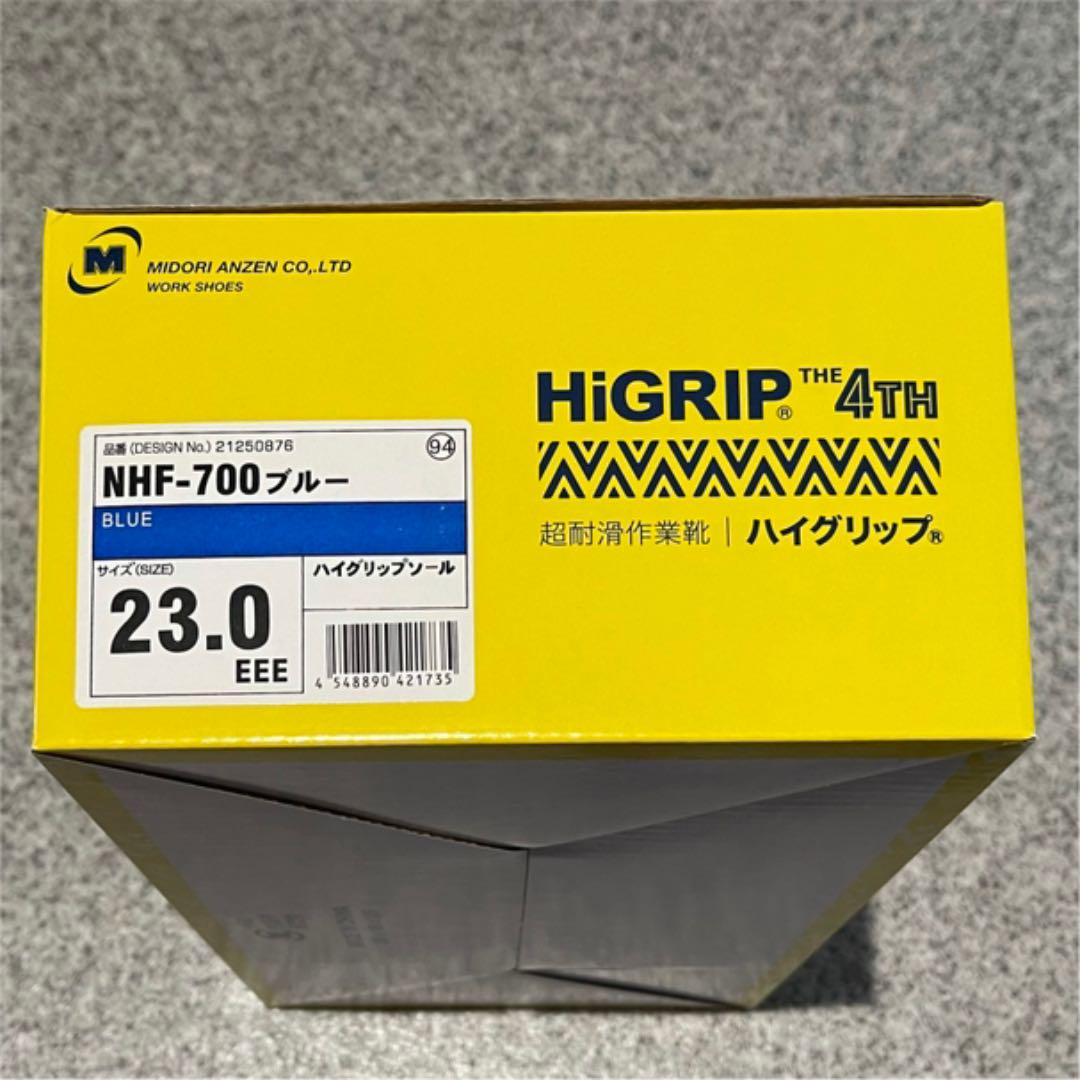 M
MIDORI ANZEN CO,.LTD
WORK SHOES
HiGRIP® THE 4TH
超耐滑作業靴 | ハイグリップ®
品番(DESIGN No.) 21250876
94
NHF-700ブルー
BLUE
サイズ(SIZE)
23.0
EEE
ハイグリップソール
4 548890 421735